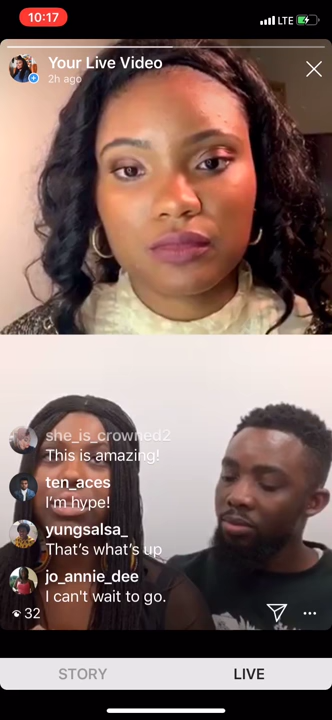 10:17
LTE
Your Live Video
2h ago
she_is_crowned2
This is amazing!
ten_aces
I'm hype!
yungsalsa_
That's what's up
jo_annie_dee
I can't wait to go.
32
STORY
LIVE